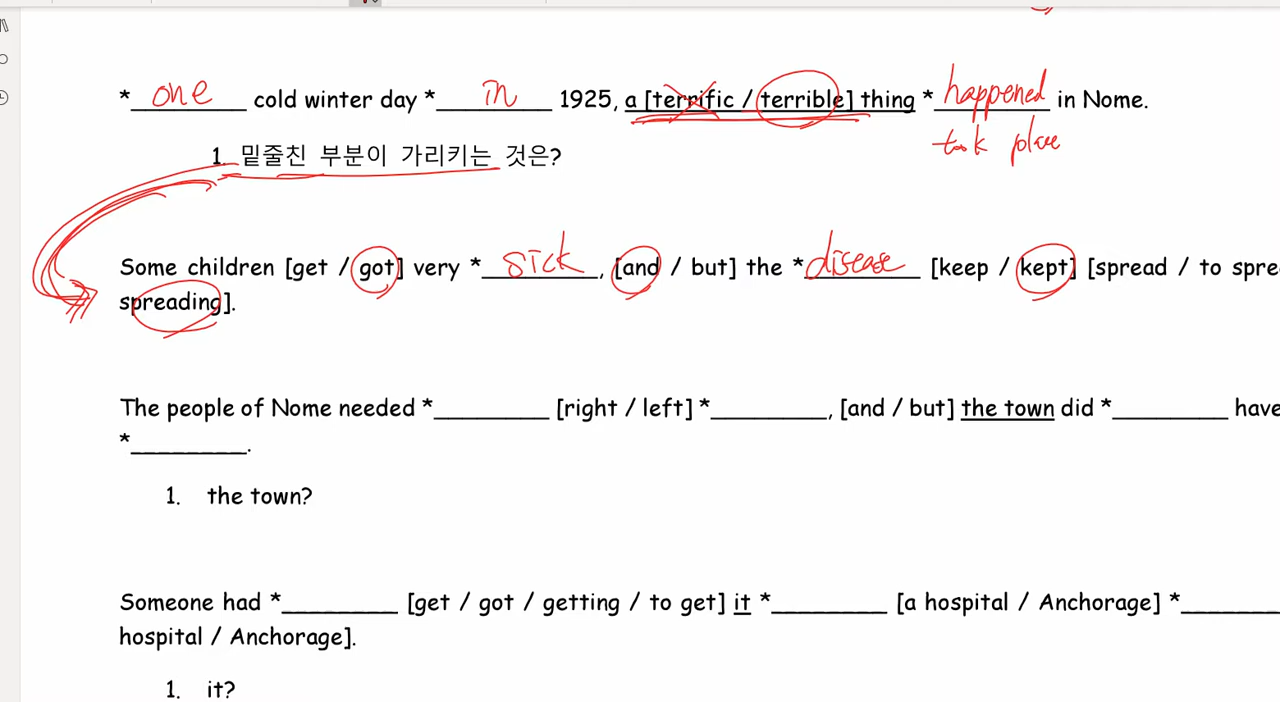 * one cold winter day * in 1925, a [terrific / terrible] thing * happened in Nome.
took place
1. 밑줄친 부분이 가리키는 것은?
Some children [get / got] very * sick, [and / but] the * disease [keep / kept] [spread / to spre
spreading].
The people of Nome needed *_________ [right / left] *_________, [and / but] the town did *_________ have
*_________.
1. the town?
Someone had *_________ [get / got / getting / to get] it *_________ [a hospital / Anchorage] *________
hospital / Anchorage].
1. it?